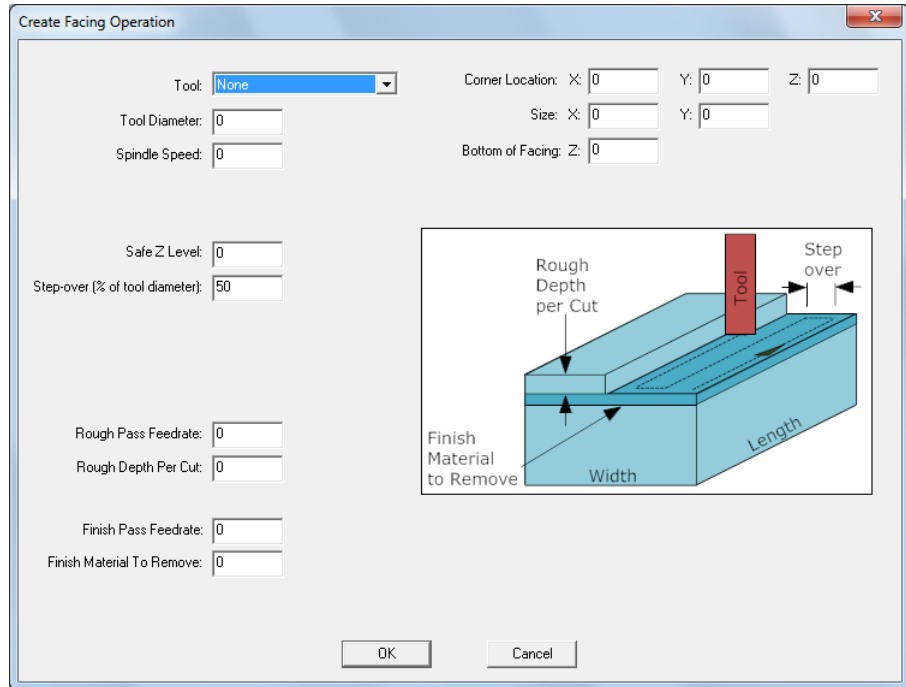 Create Facing Operation
x
Tool: None
Tool Diameter: 0
Spindle Speed: 0
Corner Location: X: 0 Y: 0 Z: 0
Size: X: 0 Y: 0
Bottom of Facing: Z: 0
Safe Z Level: 0
Step-over (% of tool diameter): 50
Rough Pass Feedrate: 0
Rough Depth Per Cut: 0
Finish Pass Feedrate: 0
Finish Material To Remove: 0
Rough
Depth
per Cut
Tool
Step
over
Finish
Material
to Remove
Width
Length
OK
Cancel